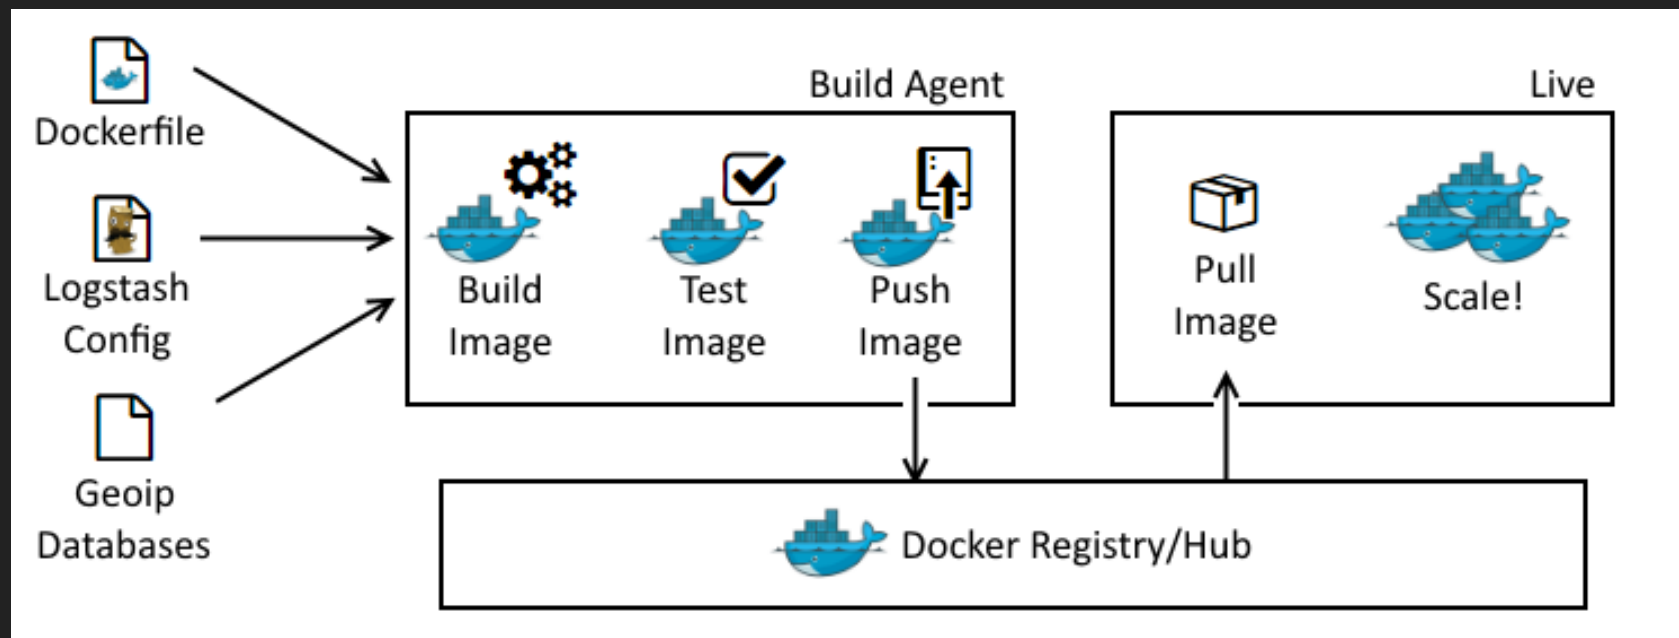 Dockerfile
Logstash
Config
Geoip
Databases
Build Agent
Build
Image
Test
Image
Push
Image
Live
Pull
Image
Scale!
Docker Registry/Hub